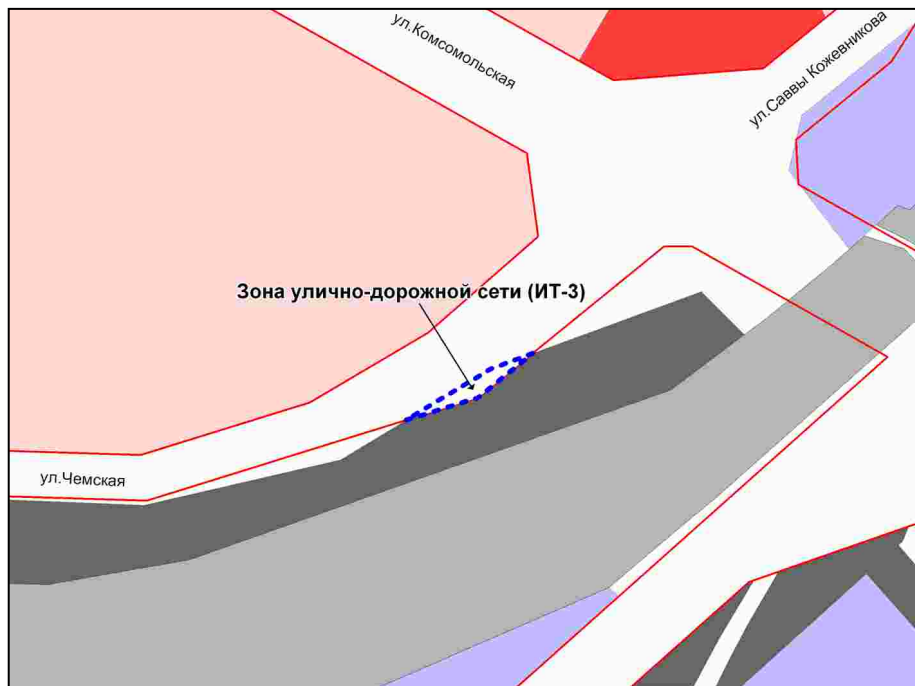 ул.Комсомольская
ул.Саввы Кожевникова
Зона улично-дорожной сети (ИТ-3)
ул.Чемская